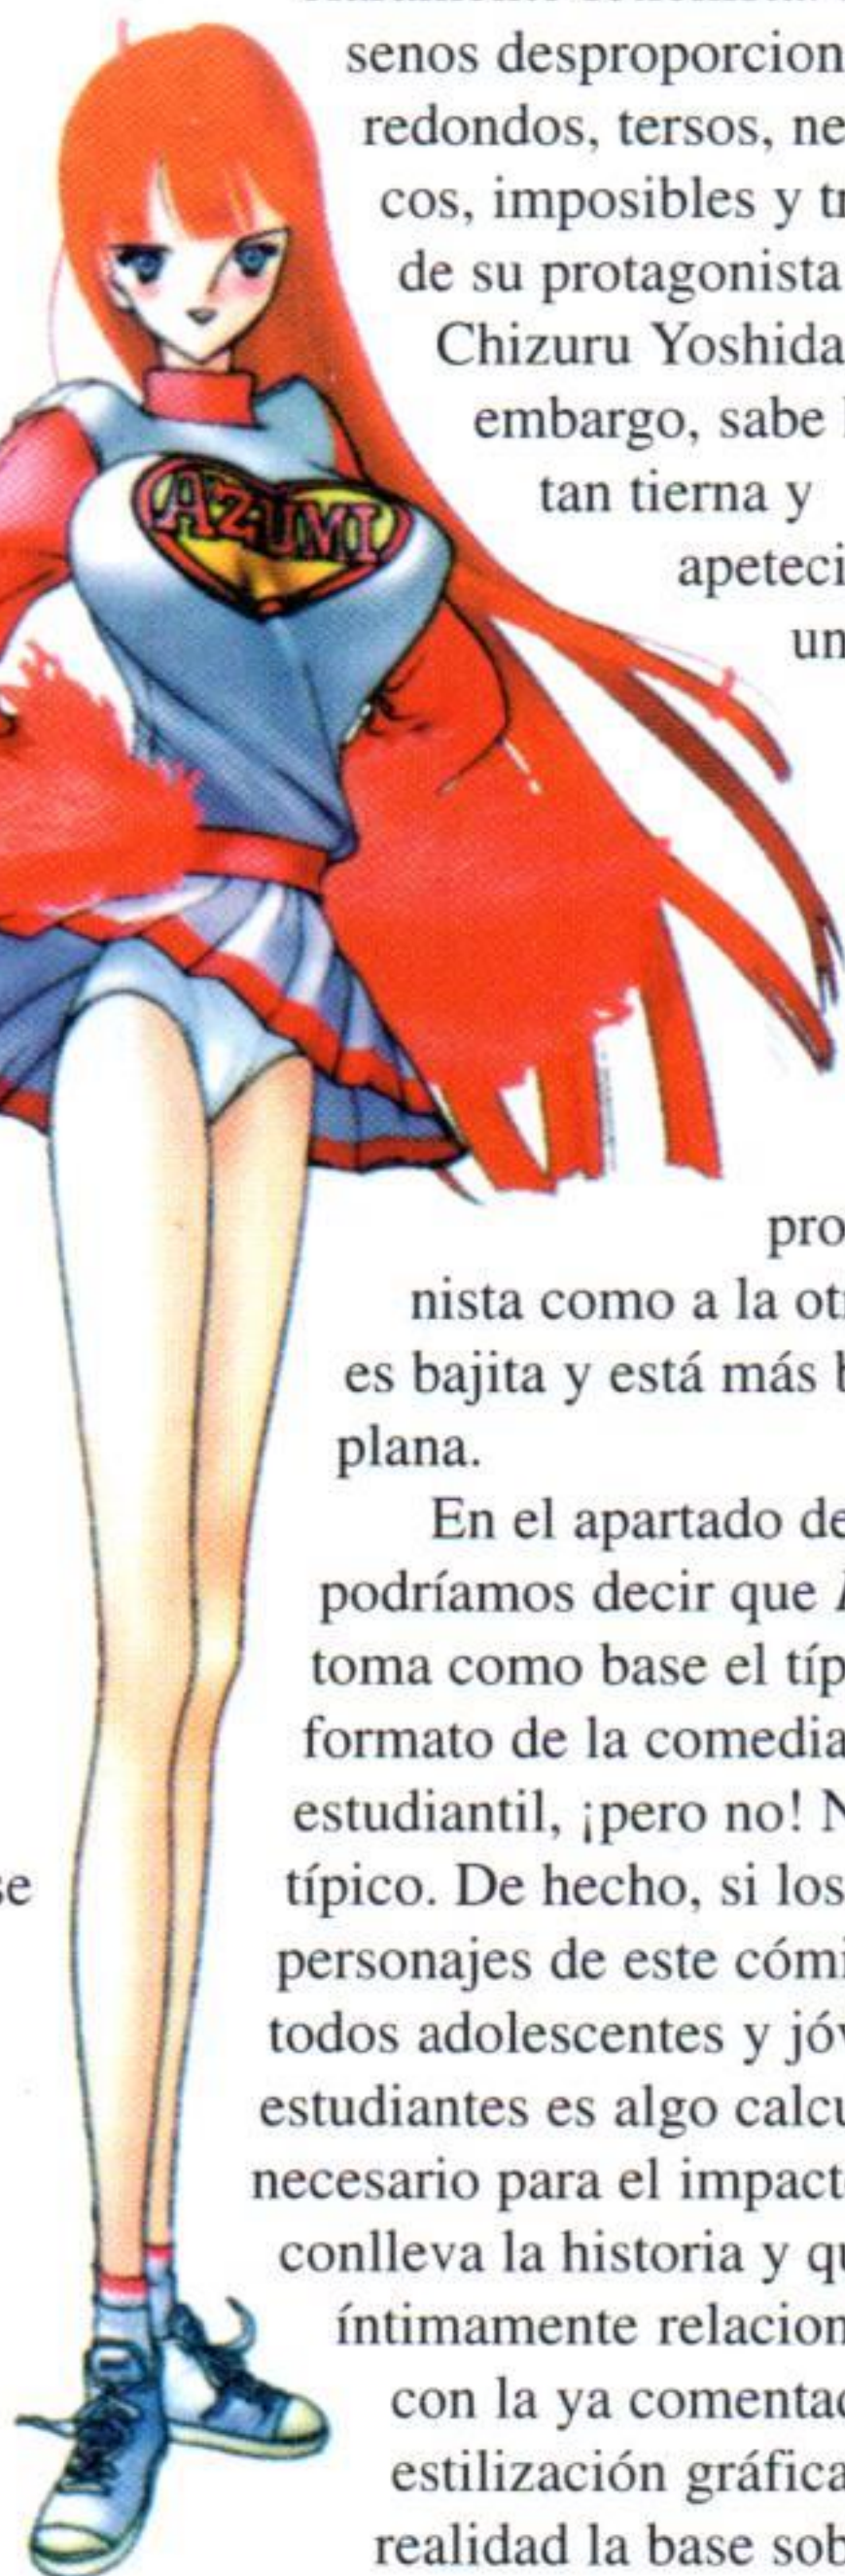 senos desproporcion
redondos, tersos, ne
cos, imposibles y tr
de su protagonista
Chizuru Yoshida
embargo, sabe
tan tierna y
apeteci
un
AZUMI
pro
nista como a la otr
es bajita y está más b
plana.
En el apartado de
podríamos decir que
toma como base el típ
formato de la comedia
estudiantil, ¡pero no! N
se
típico. De hecho, si los
personajes de este cómi
todos adolescentes y jóv
estudiantes es algo calcu
necesario para el impact
conlleva la historia y qu
íntimamente relacion
con la ya comentad
estilización gráfica
realidad la base sob